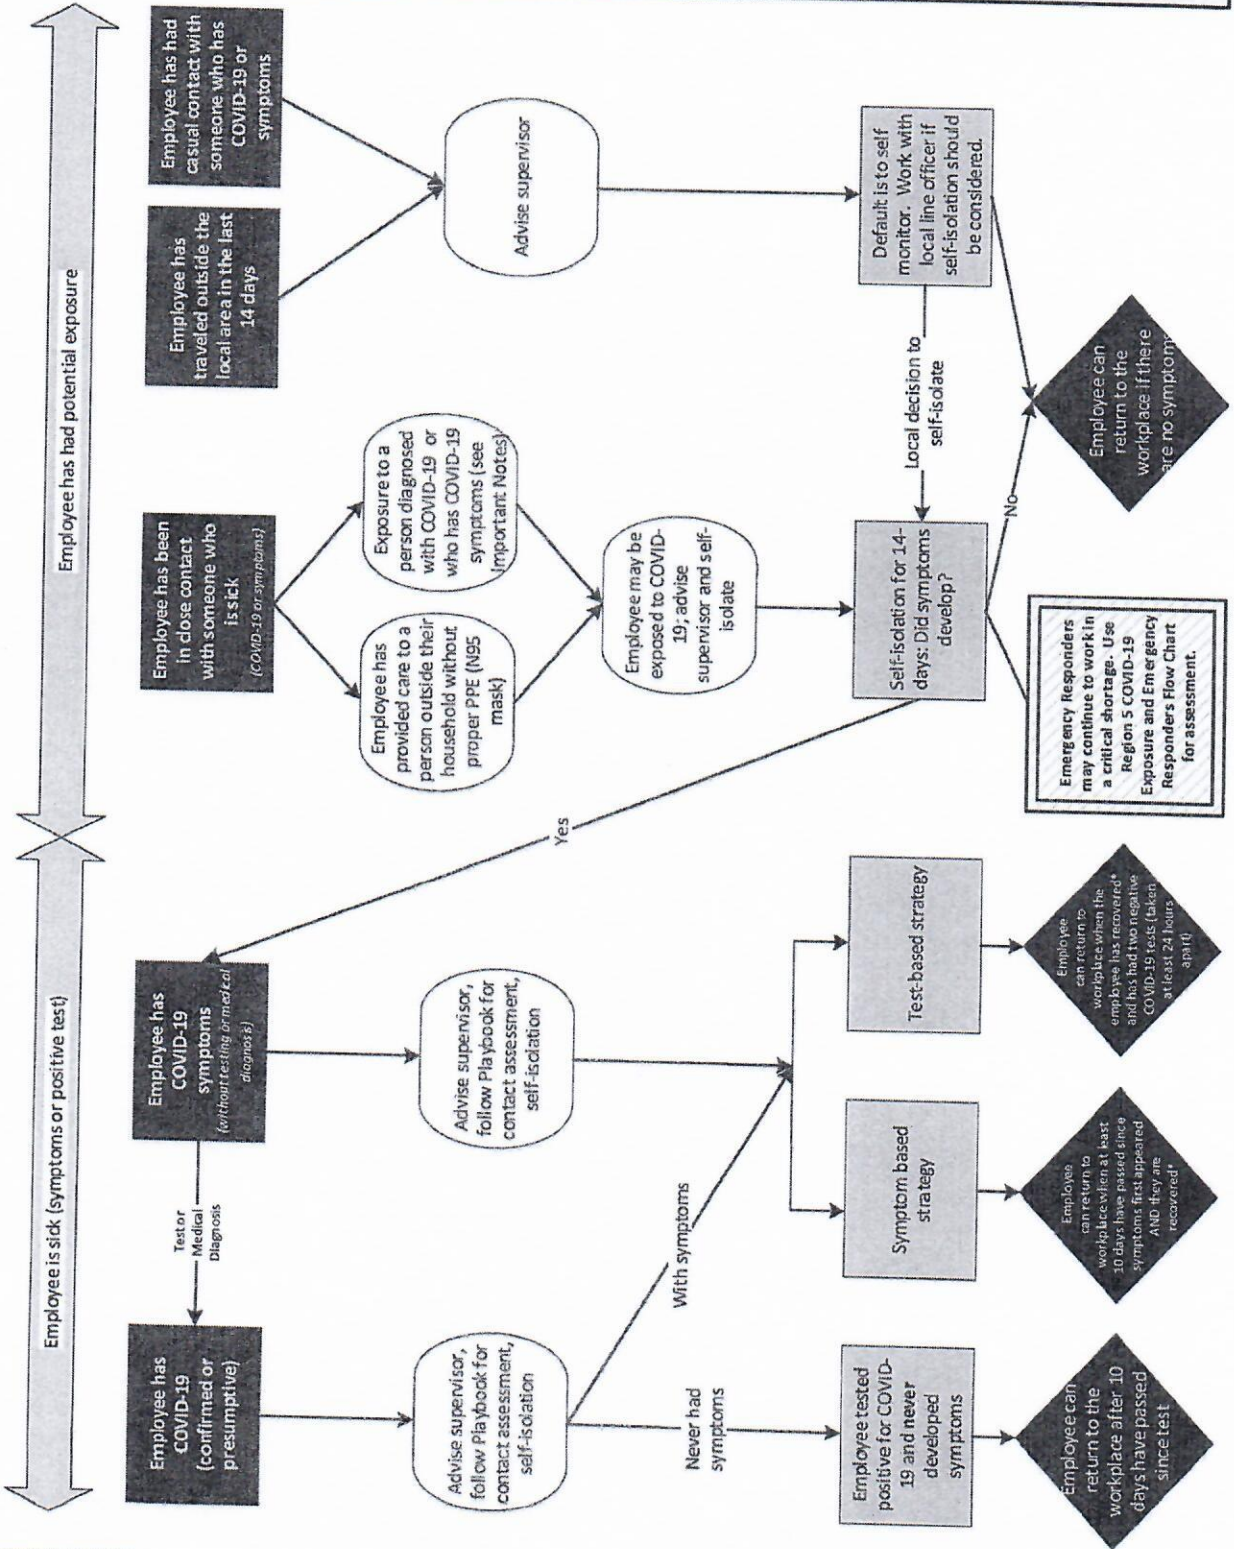 Employee is sick (symptoms or positive test)
Employee has had potential exposure
Employee has
COVID-19
(confirmed or
presumptive)
Test or
Medical
Diagnosis
Employee has
COVID-19
symptoms
(without testing or medical
diagnosis)
Employee has been
in close contact
with someone who
is sick
(COVID-19 or symptoms)
Employee has
traveled outside the
local area in the last
14 days
Employee has had
casual contact with
someone who has
COVID-19 or
symptoms
Employee has
provided care to a
person outside their
household without
proper PPE (N95
mask)
Exposure to a
person diagnosed
with COVID-19 or
who has COVID-19
symptoms (see
Important Notes)
Advise supervisor,
follow Playbook for
contact assessment,
self-isolation
Advise supervisor,
follow Playbook for
contact assessment,
self-isolation
Yes
Employee may be
exposed to COVID-
19; advise
supervisor and self-
isolate
Advise supervisor
Never had
symptoms
With symptoms
Employee tested
positive for COVID-
19 and never
developed
symptoms
Symptom based
strategy
Test-based strategy
Self-isolation for 14-
days: Did symptoms
develop?
Local decision to
self-isolate
Default is to self
monitor. Work with
local line officer if
self-isolation should
be considered.
No
Employee can
return to the
workplace after 10
days have passed
since test
Employee
can return to
workplace when at least
10 days have passed since
symptoms first appeared
AND they are
recovered*
Employee
can return to
workplace when the
employee has recovered*
and has had two negative
COVID-19 tests (taken
at least 24 hours
apart)
Emergency Responders
may continue to work in
a critical shortage. Use
Region 5 COVID-19
Exposure and Emergency
Responders Flow Chart
for assessment.
Employee can
return to the
workplace if there
are no symptoms